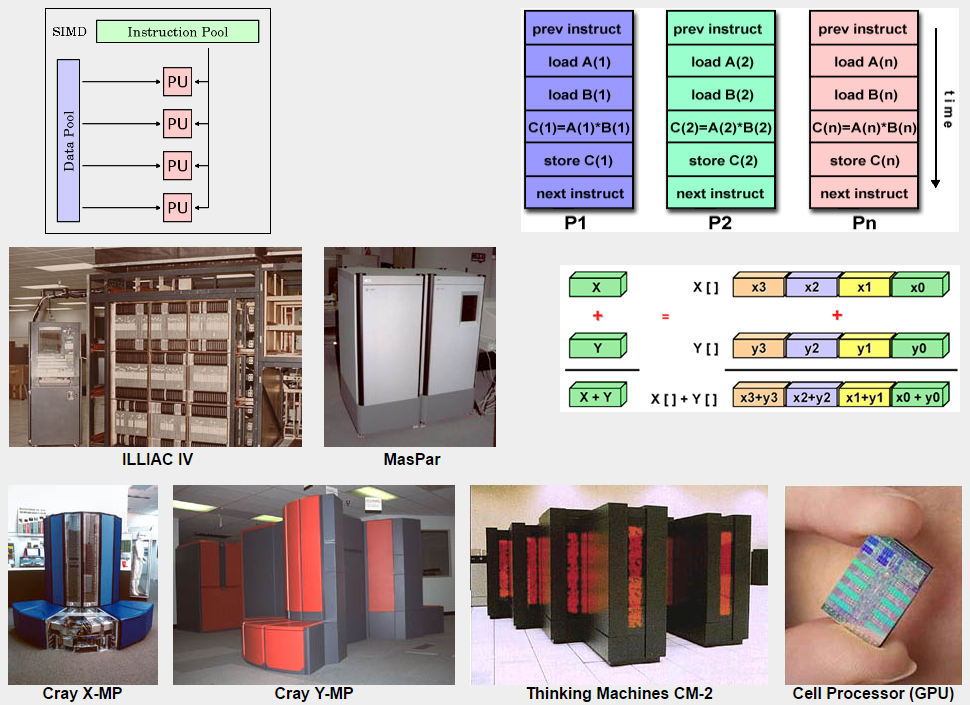 SIMD
Instruction Pool
Data Pool
PU
PU
PU
PU
prev instruct
load A(1)
load B(1)
C(1)=A(1)*B(1)
store C(1)
next instruct
P1
prev instruct
load A(2)
load B(2)
C(2)=A(2)*B(2)
store C(2)
next instruct
P2
prev instruct
load A(n)
load B(n)
C(n)=A(n)*B(n)
store C(n)
next instruct
Pn
time
ILLIAC IV
MasPar
X
+
Y
X + Y
=
X [ ] x3 x2 x1 x0
+
Y [ ] y3 y2 y1 y0
X [ ] + Y [ ] x3+y3 x2+y2 x1+y1 x0 + y0
Cray X-MP
Cray Y-MP
Thinking Machines CM-2
Cell Processor (GPU)